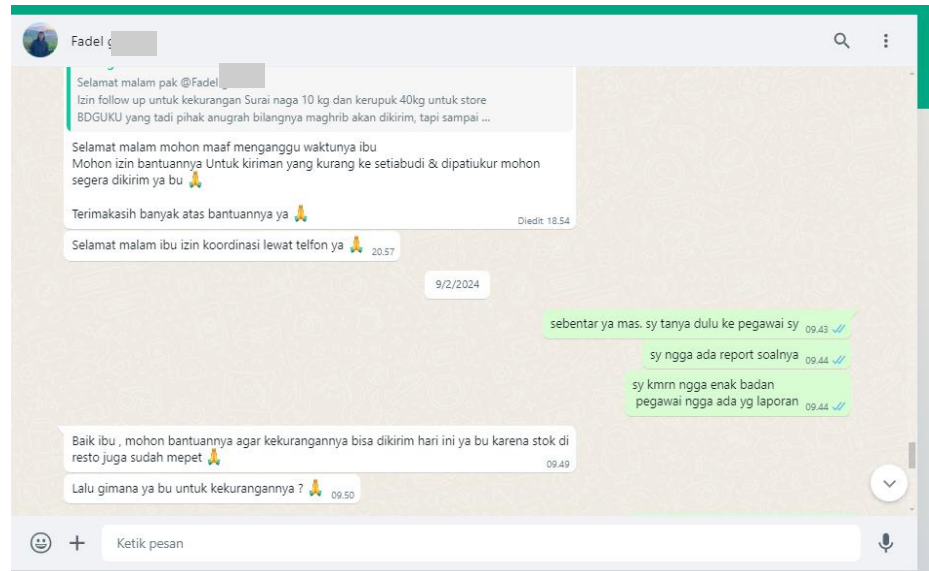 Fadel
Selamat malam pak @Fadel
Izin follow up untuk kekurangan Surai naga 10 kg dan kerupuk 40kg untuk store
BDGUKU yang tadi pihak anugrah bilangnya maghrib akan dikirim, tapi sampai ...
Selamat malam mohon maaf menganggu waktunya ibu
Mohon izin bantuannya Untuk kiriman yang kurang ke setiabudi & dipatiukur mohon
segera dikirim ya bu 🙏
Terimakasih banyak atas bantuannya ya 🙏
Diedit 18.54
Selamat malam ibu izin koordinasi lewat telfon ya 🙏 20.57
9/2/2024
sebentar ya mas. sy tanya dulu ke pegawai sy 09.43
sy ngga ada report soalnya 09.44
sy kmrn ngga enak badan
pegawai ngga ada yg laporan 09.44
Baik ibu , mohon bantuannya agar kekurangannya bisa dikirim hari ini ya bu karena stok di
resto juga sudah mepet 🙏 09.49
Lalu gimana ya bu untuk kekurangannya ? 🙏 09.50
Ketik pesan